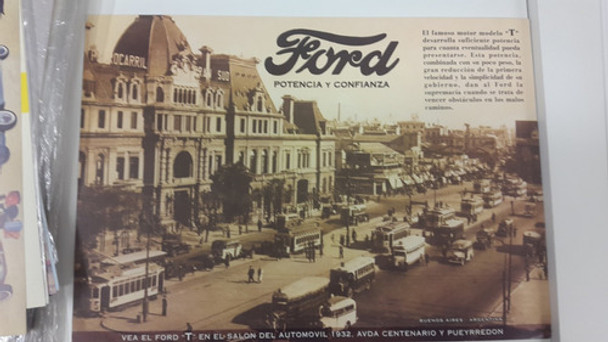 FERROCARRIL SUD
Ford
POTENCIA Y CONFIANZA
El famoso motor modelo "T"
desarrolla suficiente potencia
para cuanta eventualidad pueda
presentarse. Esta potencia,
combinada con su poco peso, la
gran reducción de la primera
velocidad y la simplicidad de su
gobierno, dan al Ford la
supremacía cuando se trata de
vencer obstáculos en los malos
caminos.
BUENOS AIRES - ARGENTINA
VEA EL FORD "T" EN EL SALON DEL AUTOMOVIL 1932, AVDA CENTENARIO Y PUEYRREDON